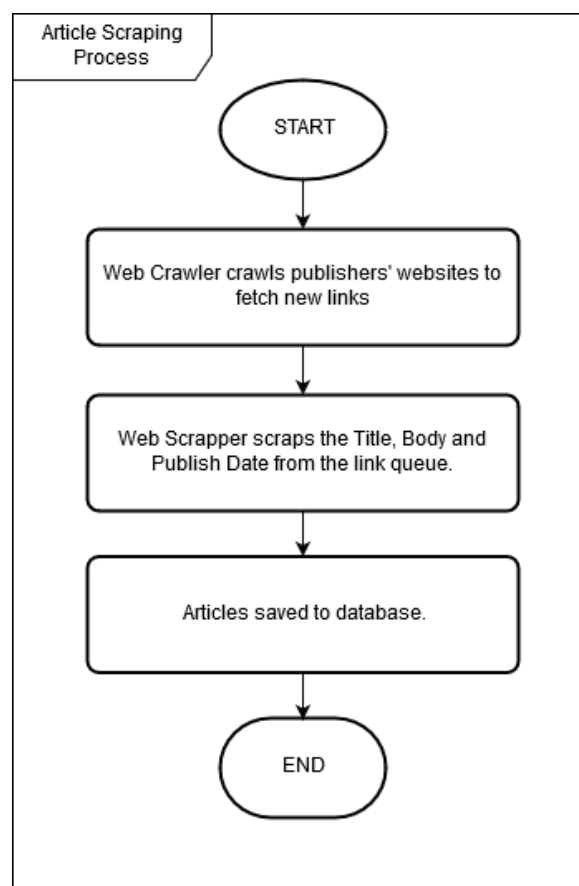 Article Scraping
Process
START
Web Crawler crawls publishers' websites to
fetch new links
Web Scrapper scraps the Title, Body and
Publish Date from the link queue.
Articles saved to database.
END